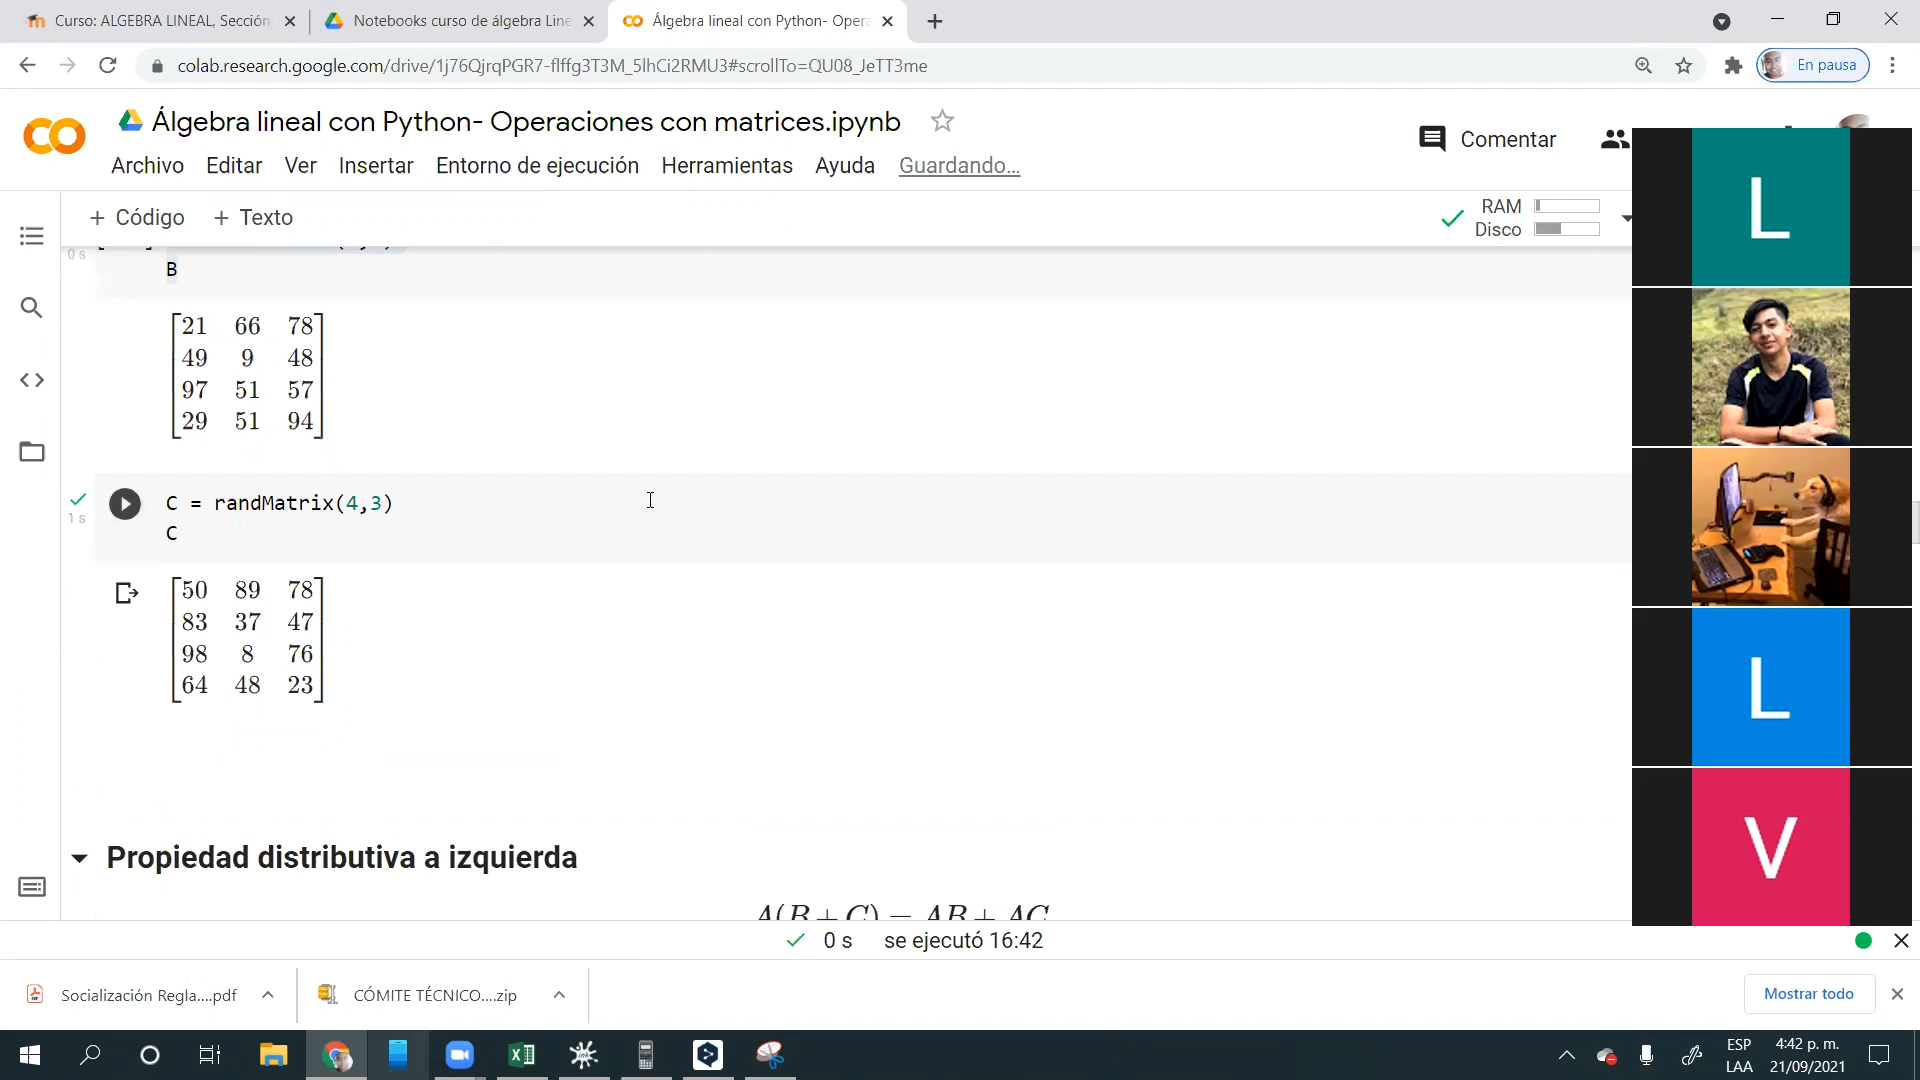 Curso: ALGEBRA LINEAL, Sección
Notebooks curso de álgebra Line
Álgebra lineal con Python- Opera
colab.research.google.com/drive/1j76QjrqPGR7-flffg3T3M_5lhCi2RMU3#scrollTo=QU08_JeTT3me
En pausa
CO
Álgebra lineal con Python- Operaciones con matrices.ipynb
Comentar
Archivo Editar Ver Insertar Entorno de ejecución Herramientas Ayuda Guardando...
+ Código + Texto
RAM
Disco
0 s
B
21 66 78
49 9 48
97 51 57
29 51 94
1 s
C = randMatrix(4,3)
C
50 89 78
83 37 47
98 8 76
64 48 23
Propiedad distributiva a izquierda
A(B + C) = AB + AC
0 s se ejecutó 16:42
L
L
V
Socialización Regla....pdf
CÓMITE TÉCNICO....zip
Mostrar todo
ESP
LAA
4:42 p. m.
21/09/2021